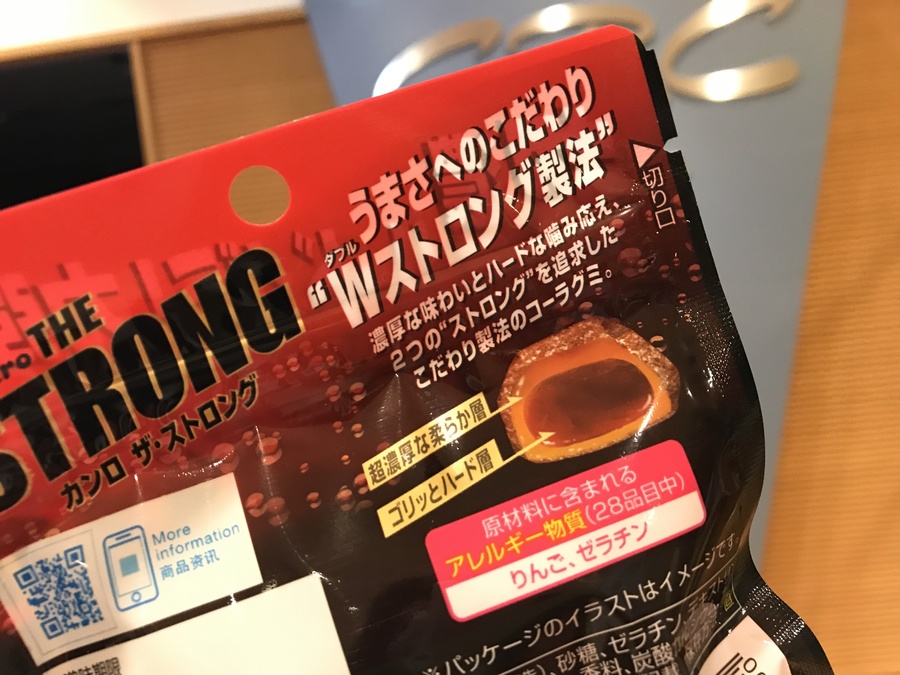 うまさへのこだわり
ダブル
“Wストロング製法”
濃厚な味わいとハードな噛み応え、
2つの“ストロング”を追求した
こだわり製法のコーラグミ。
切り口
THE
STRONG
カンロ ザ・ストロング
超濃厚な柔らか層
ゴリッとハード層
More
information
商品资讯
原材料に含まれる
アレルギー物質(28品目中)
りんご、ゼラチン
※パッケージのイラストはイメージです。
砂糖、ゼラチン
香料、炭酸
賞味期限